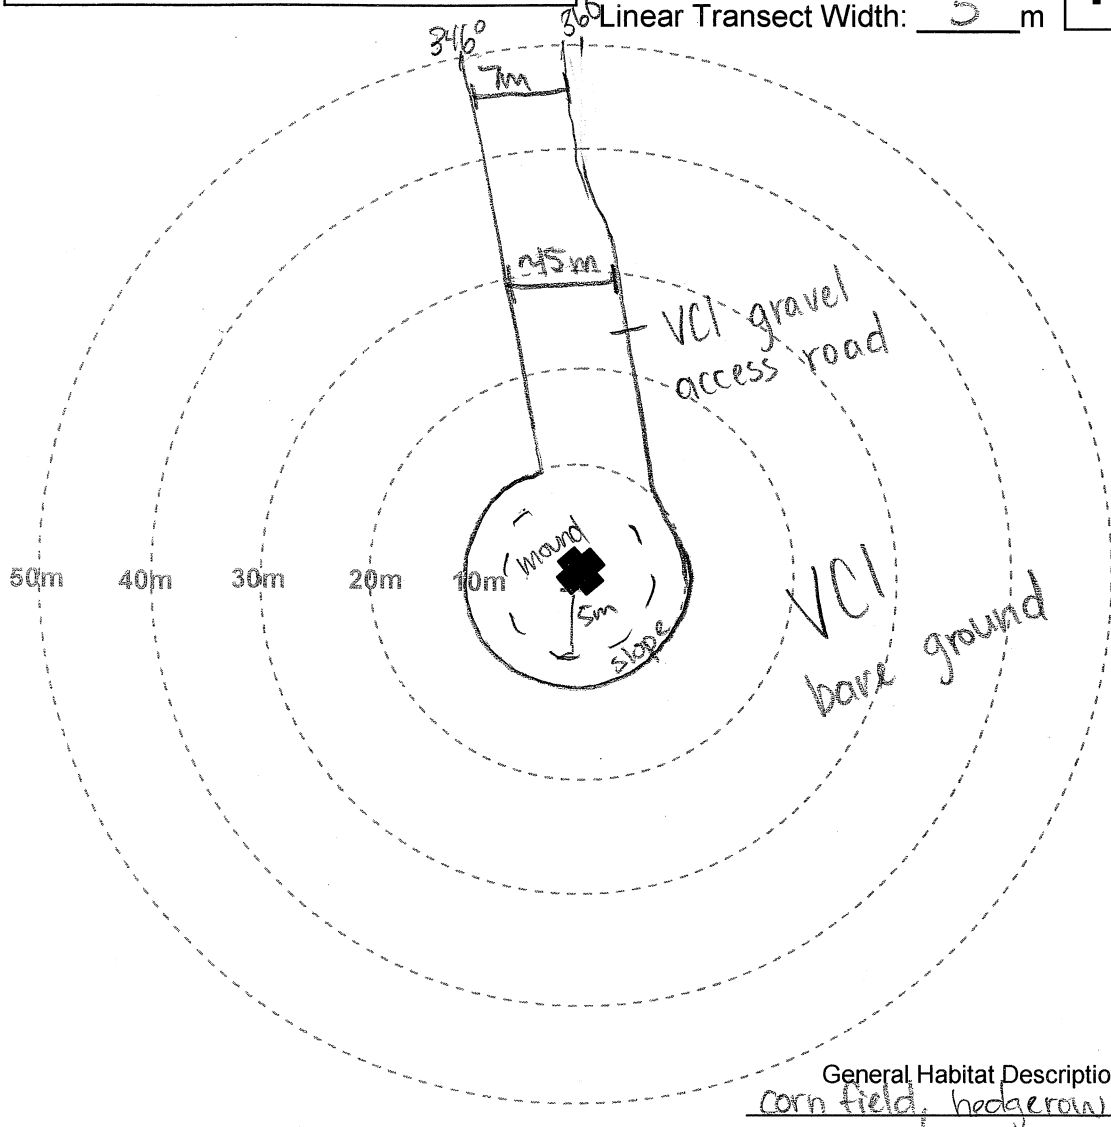 Linear Transect Width: 5 m
346° 360°
7m
~15m
VCI gravel
access road
50m 40m 30m 20m 10m
mound
5m
slope
VCI
bare ground
General Habitat Descriptio
corn field, hedgerow